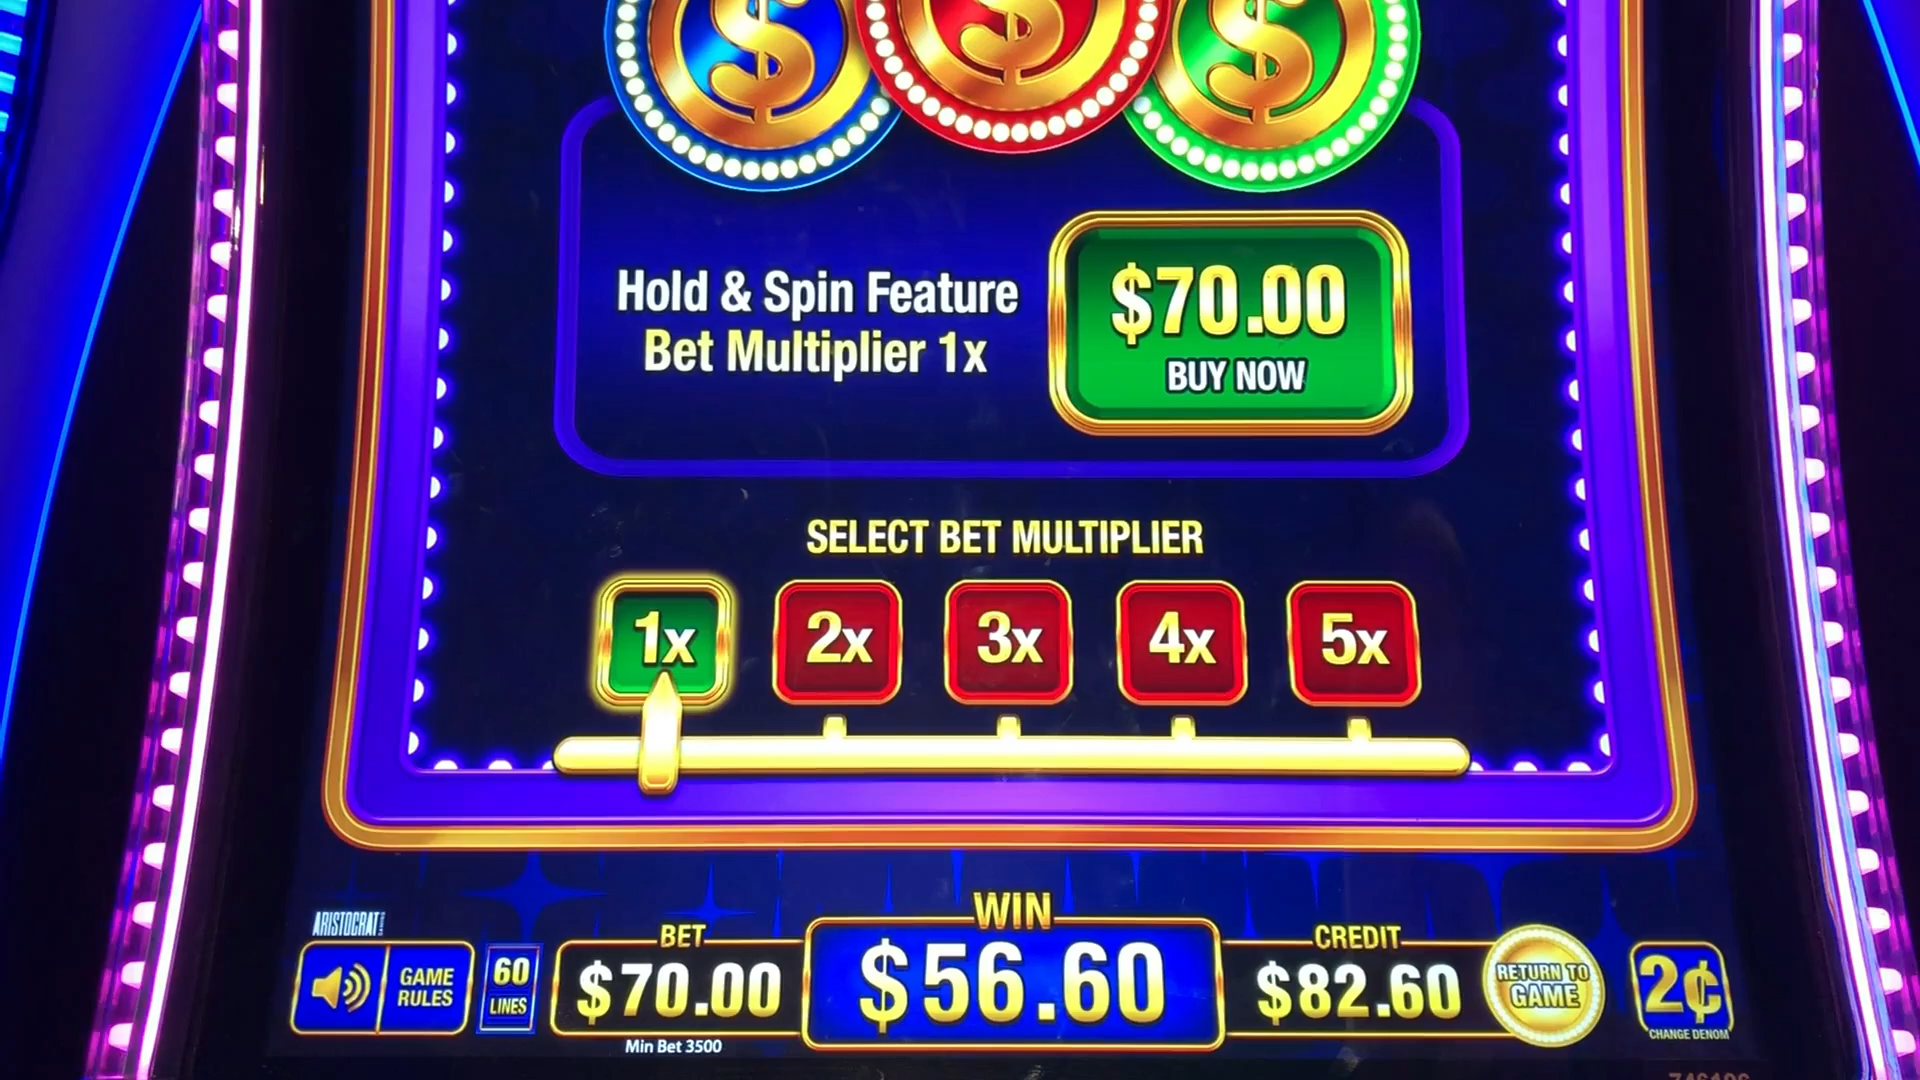 Hold & Spin Feature
Bet Multiplier 1x
$70.00
BUY NOW
SELECT BET MULTIPLIER
1x 2x 3x 4x 5x
ARISTOCRAT
GAME RULES
60 LINES
BET
$70.00
Min Bet 3500
WIN
$56.60
CREDIT
$82.60
RETURN TO GAME
2¢
CHANGE DENOM